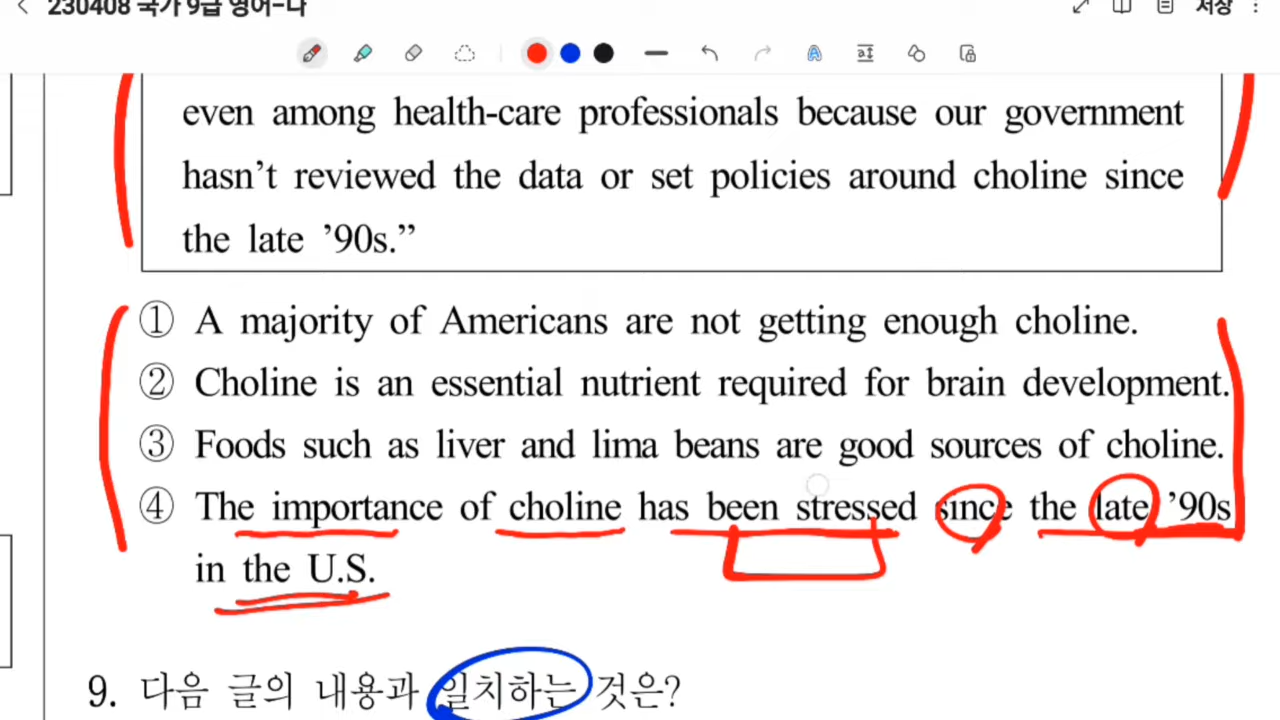 230408 국가 9급 영어-나
저장
even among health-care professionals because our government
hasn't reviewed the data or set policies around choline since
the late ’90s.”
① A majority of Americans are not getting enough choline.
② Choline is an essential nutrient required for brain development.
③ Foods such as liver and lima beans are good sources of choline.
④ The importance of choline has been stressed since the late ’90s
in the U.S.
9. 다음 글의 내용과 일치하는 것은?